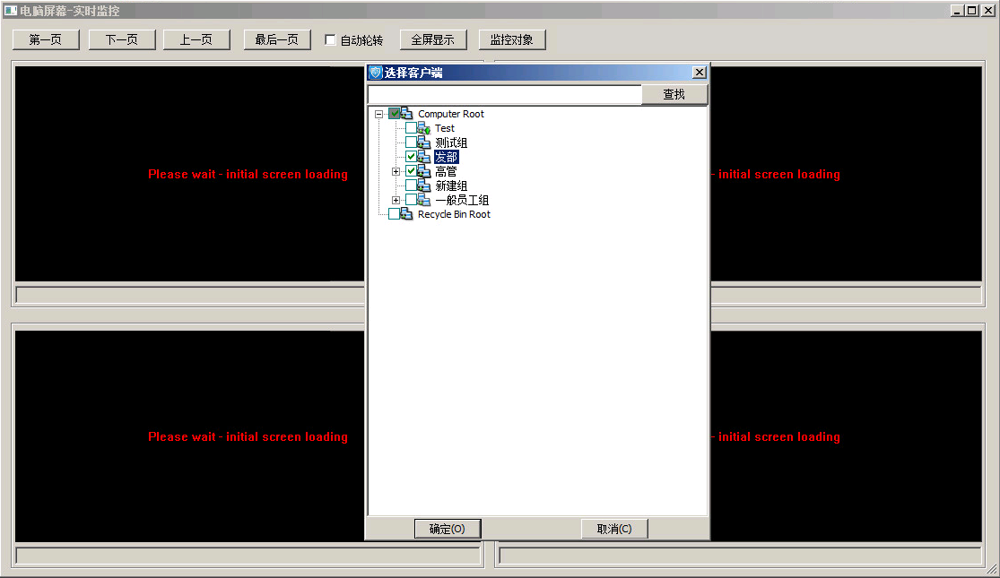 电脑屏幕-实时监控
第一页 下一页 上一页 最后一页 自动轮转 全屏显示 监控对象
选择客户端
查找
Computer Root
Test
测试组
发部
高管
新建组
一般员工组
Recycle Bin Root
Please wait - initial screen loading
- initial screen loading
Please wait - initial screen loading
- initial screen loading
确定(O) 取消(C)